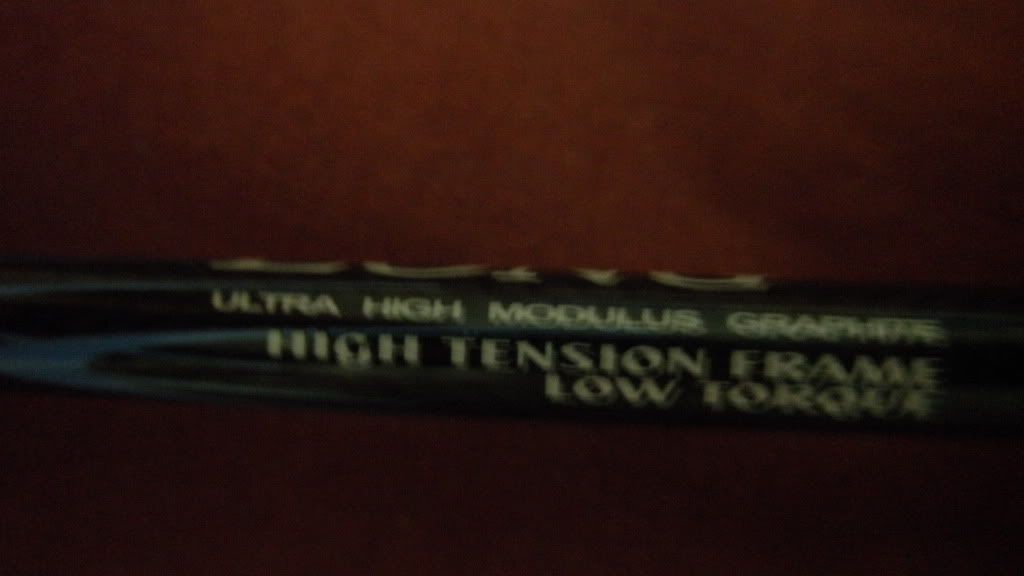 ULTRA HIGH MODULUS GRAPHITE
HIGH TENSION FRAME
LOW TORQUE